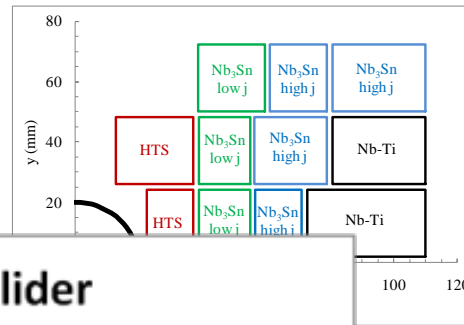 80
60
40
20
y (mm)
Nb₃Sn
low j
Nb₃Sn
high j
Nb₃Sn
high j
HTS
Nb₃Sn
low j
Nb₃Sn
high j
Nb-Ti
HTS
Nb₃Sn
low j
Nb₃Sn
high j
Nb-Ti
100
lider